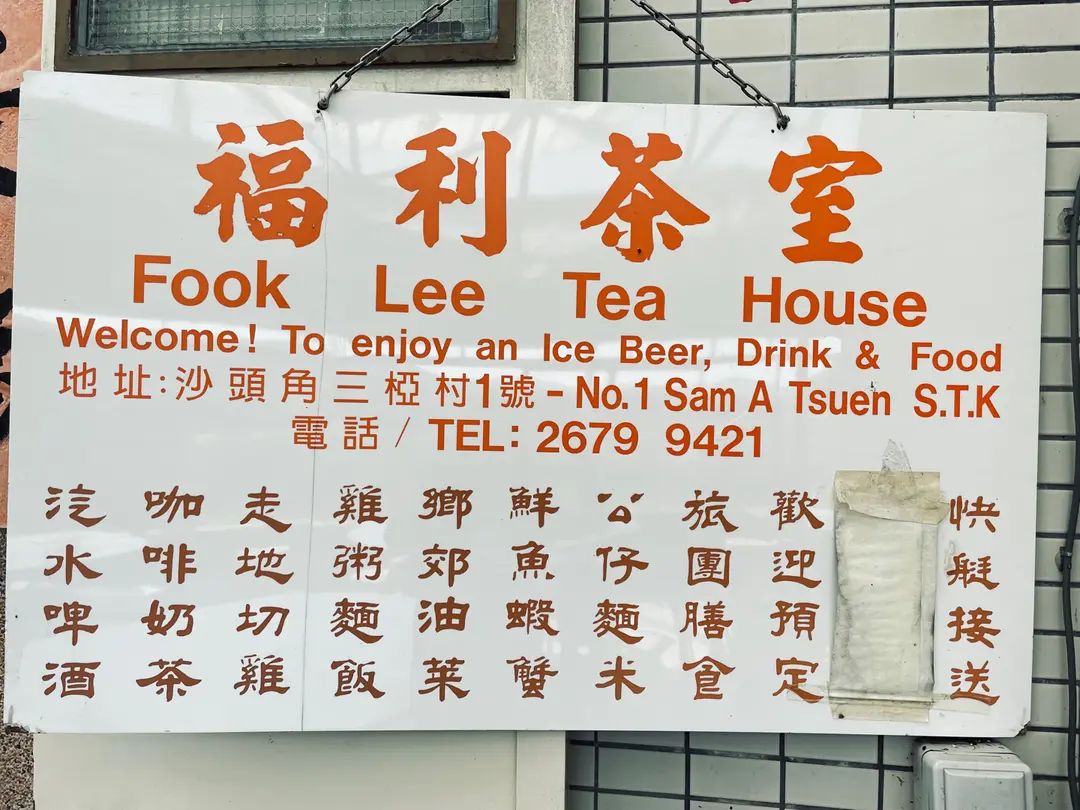 福利茶室
Fook Lee Tea House
Welcome! To enjoy an Ice Beer, Drink & Food
地址:沙頭角三椏村1號-No.1 Sam A Tsuen S.T.K
電話/TEL: 2679 9421
汽水啤酒
咖啡奶茶
走地切雞
雞粥麵飯
鄉郊油菜
鮮魚蝦蟹
公仔麵米
旅團膳食
歡迎預定
快艇接送